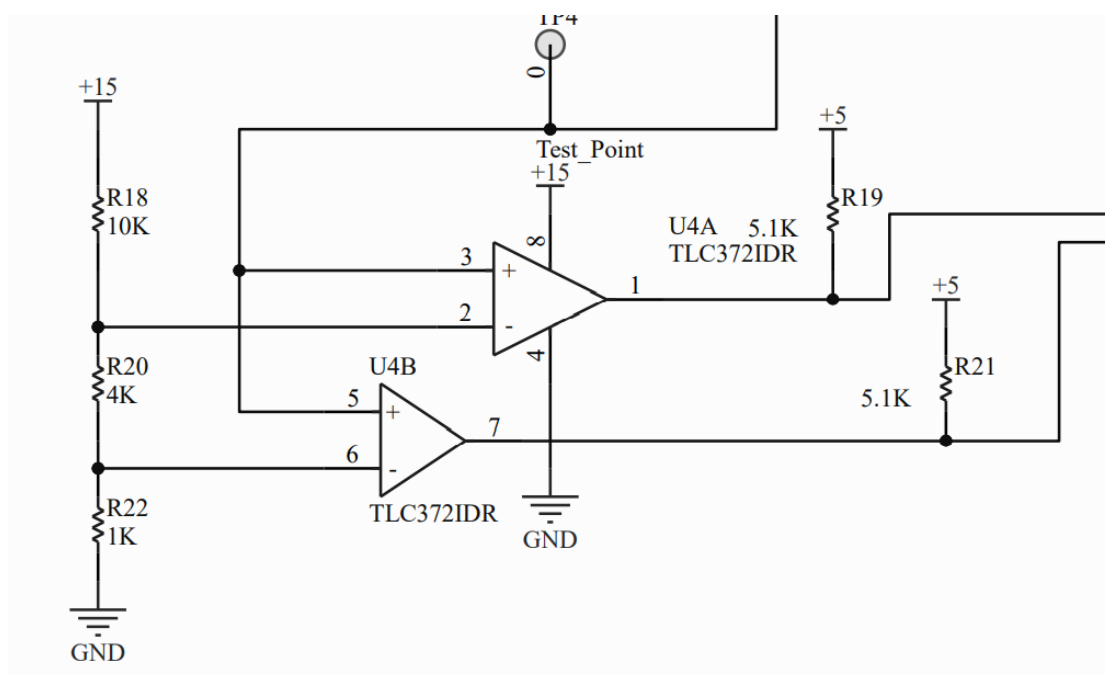 TP4
0
+15
+5
Test_Point
+15
R18
10K
8
R19
U4A
5.1K
TLC372IDR
3
+
1
+5
2
-
4
R20
4K
U4B
R21
5
+
5.1K
7
6
-
R22
1K
TLC372IDR
GND
GND